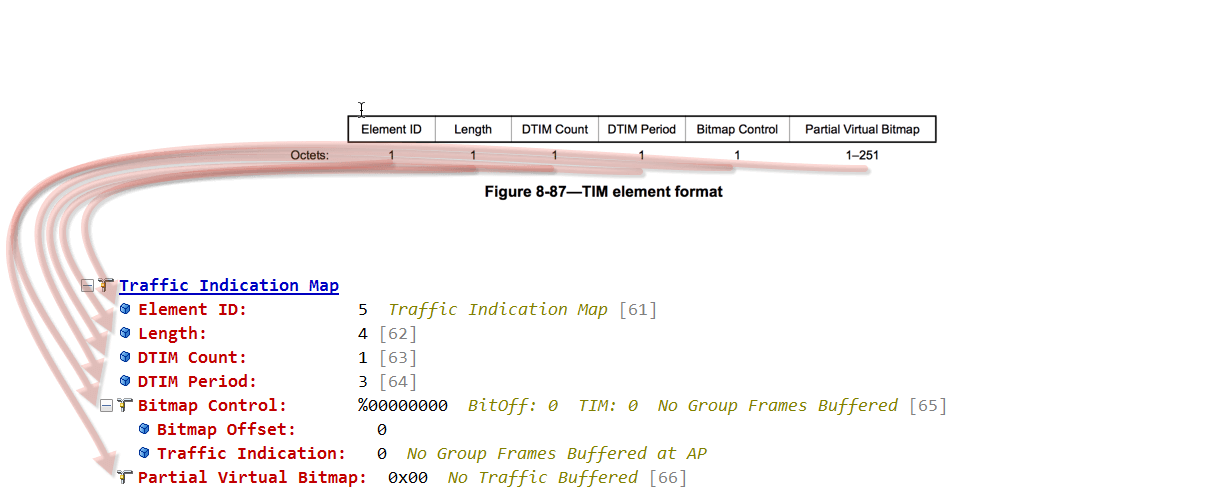 Element ID Length DTIM Count DTIM Period Bitmap Control Partial Virtual Bitmap
Octets: 1 1 1 1 1 1–251
Figure 8-87—TIM element format
Traffic Indication Map
Element ID: 5 Traffic Indication Map [61]
Length: 4 [62]
DTIM Count: 1 [63]
DTIM Period: 3 [64]
Bitmap Control: %00000000 BitOff: 0 TIM: 0 No Group Frames Buffered [65]
Bitmap Offset: 0
Traffic Indication: 0 No Group Frames Buffered at AP
Partial Virtual Bitmap: 0x00 No Traffic Buffered [66]